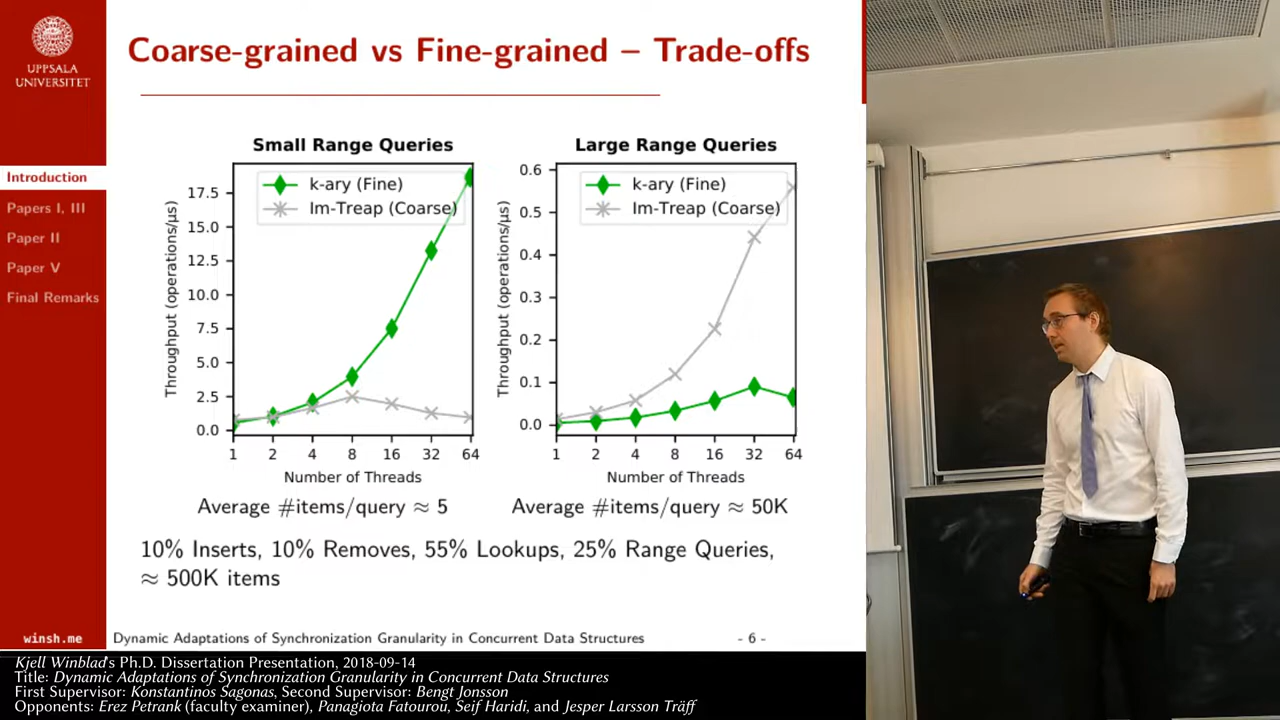 UPPSALA
UNIVERSITET
Coarse-grained vs Fine-grained – Trade-offs
Introduction
Papers I, III
Paper II
Paper V
Final Remarks
Small Range Queries
k-ary (Fine)
Im-Treap (Coarse)
Throughput (operations/μs)
17.5
15.0
12.5
10.0
7.5
5.0
2.5
0.0
1 2 4 8 16 32 64
Number of Threads
Average #items/query ≈ 5
Large Range Queries
k-ary (Fine)
Im-Treap (Coarse)
Throughput (operations/μs)
0.6
0.5
0.4
0.3
0.2
0.1
0.0
1 2 4 8 16 32 64
Number of Threads
Average #items/query ≈ 50K
10% Inserts, 10% Removes, 55% Lookups, 25% Range Queries,
≈ 500K items
winsh.me
Dynamic Adaptations of Synchronization Granularity in Concurrent Data Structures
- 6 -
Kjell Winblad's Ph.D. Dissertation Presentation, 2018-09-14
Title: Dynamic Adaptations of Synchronization Granularity in Concurrent Data Structures
First Supervisor: Konstantinos Sagonas, Second Supervisor: Bengt Jonsson
Opponents: Erez Petrank (faculty examiner), Panagiota Fatourou, Seif Haridi, and Jesper Larsson Träff